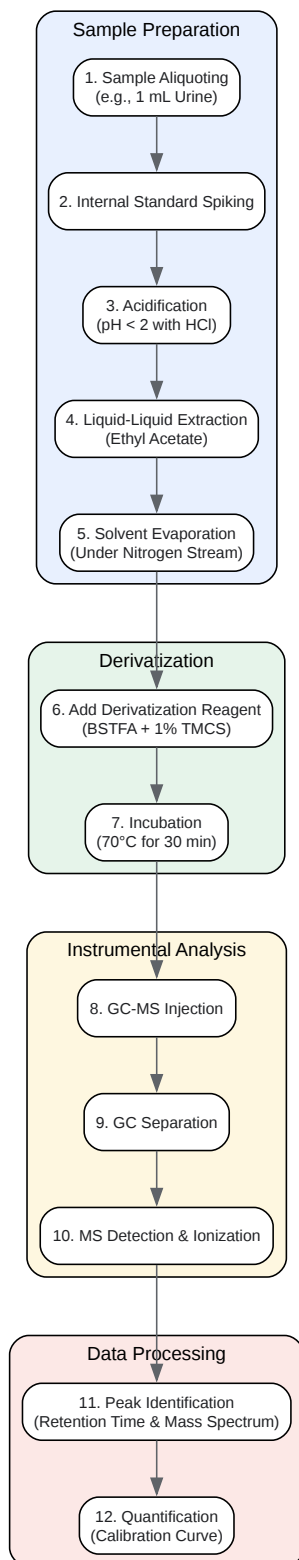 Sample Preparation
1. Sample Aliquoting
(e.g., 1 mL Urine)
2. Internal Standard Spiking
3. Acidification
(pH < 2 with HCl)
4. Liquid-Liquid Extraction
(Ethyl Acetate)
5. Solvent Evaporation
(Under Nitrogen Stream)
Derivatization
6. Add Derivatization Reagent
(BSTFA + 1% TMCS)
7. Incubation
(70°C for 30 min)
Instrumental Analysis
8. GC-MS Injection
9. GC Separation
10. MS Detection & Ionization
Data Processing
11. Peak Identification
(Retention Time & Mass Spectrum)
12. Quantification
(Calibration Curve)